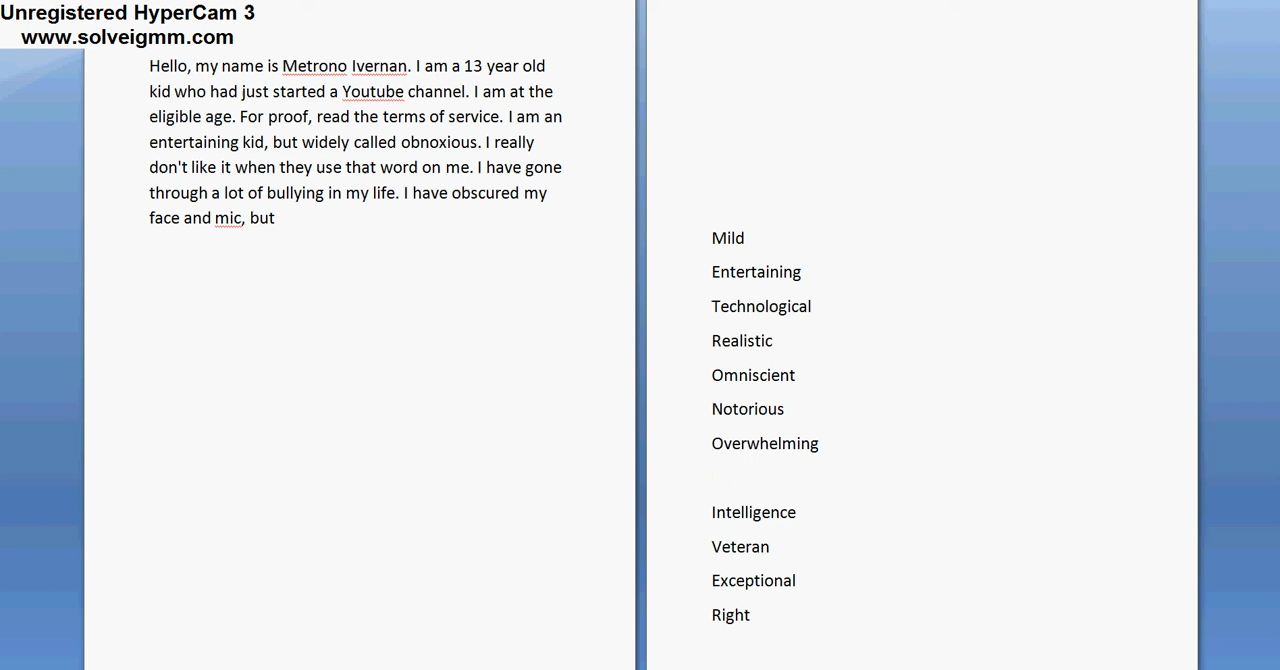 Unregistered HyperCam 3
www.solveigmm.com
Hello, my name is Metrono Ivernan. I am a 13 year old
kid who had just started a Youtube channel. I am at the
eligible age. For proof, read the terms of service. I am an
entertaining kid, but widely called obnoxious. I really
don't like it when they use that word on me. I have gone
through a lot of bullying in my life. I have obscured my
face and mic, but
Mild
Entertaining
Technological
Realistic
Omniscient
Notorious
Overwhelming
Intelligence
Veteran
Exceptional
Right